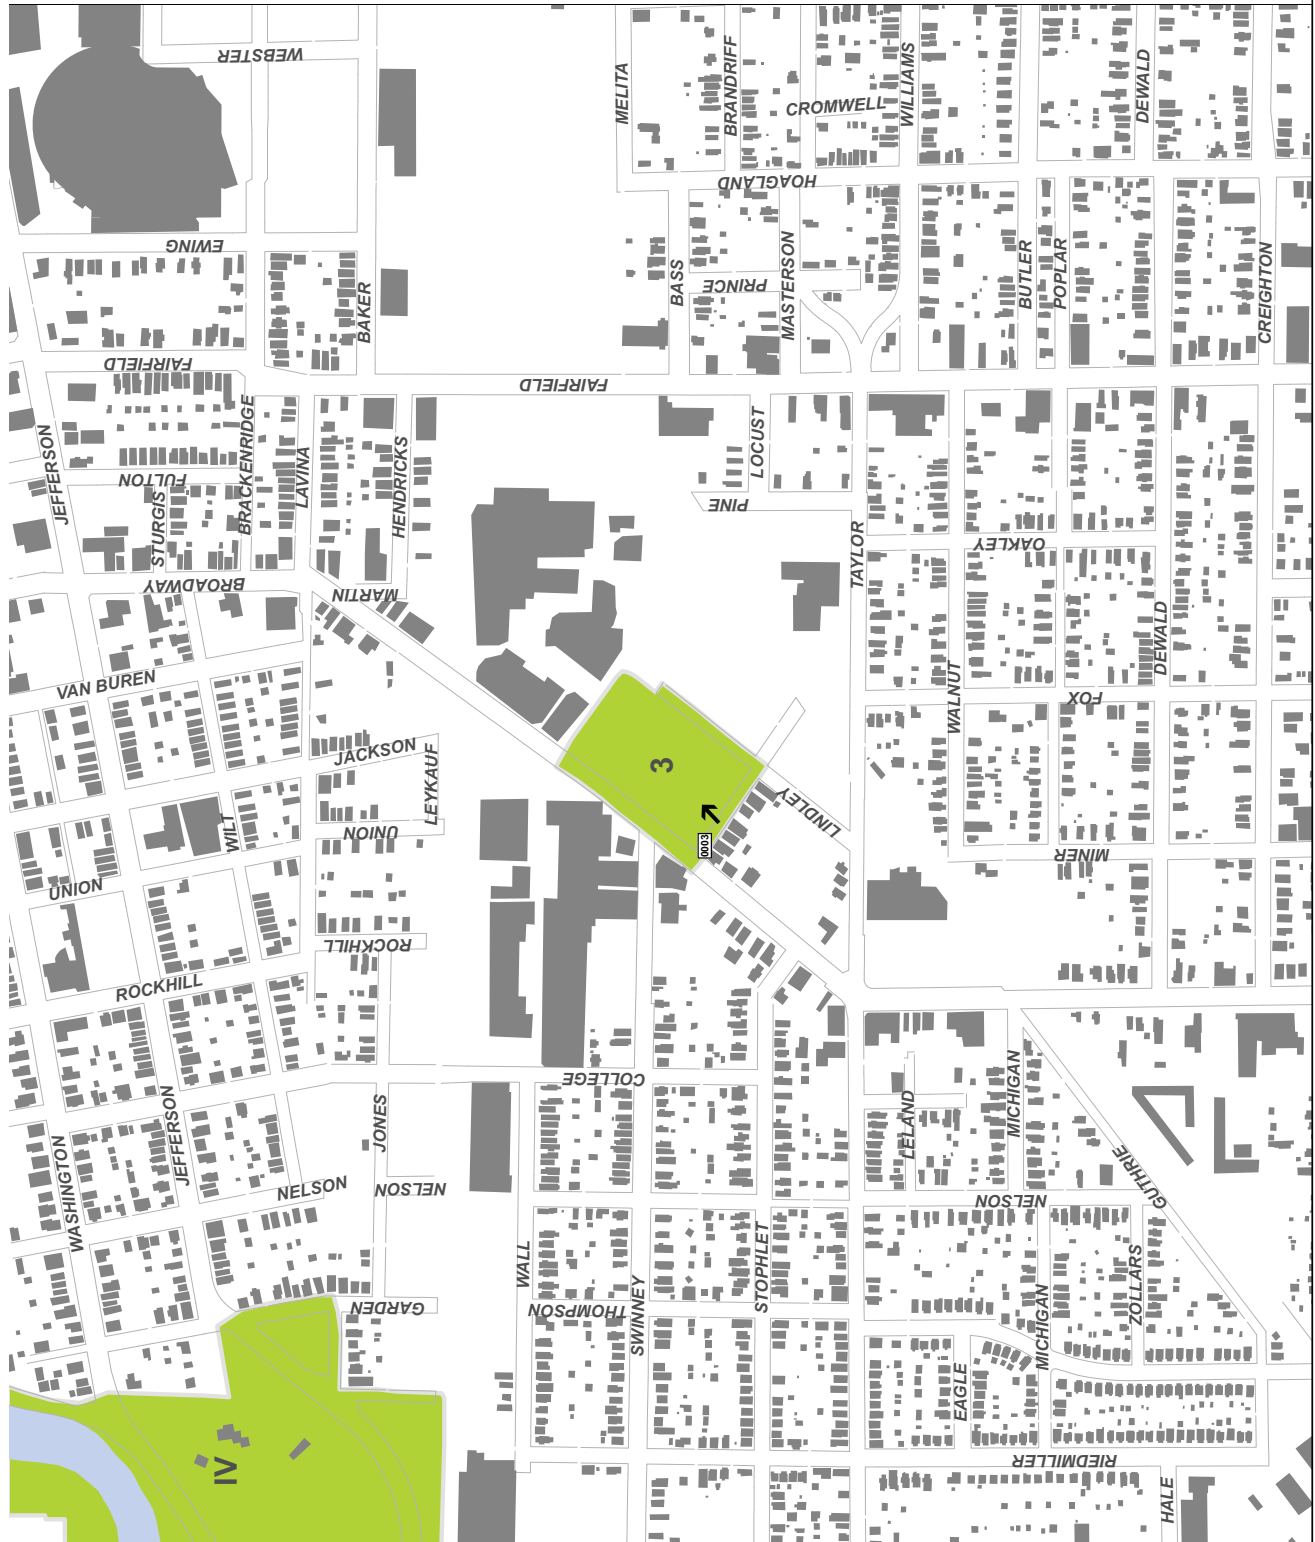 WEBSTER
MELITA
BRANDRIFF
CROMWELL
WILLIAMS
DEWALD
HOAGLAND
EWING
BAKER
BASS
PRINCE
MASTERSON
BUTLER
POPLAR
CREIGHTON
FAIRFIELD
FAIRFIELD
JEFFERSON
FULTON
STURGIS
BRACKENRIDGE
LAVINA
HENDRICKS
LOCUST
PINE
BROADWAY
MARTIN
TAYLOR
OAKLEY
DEWALD
VAN BUREN
WALNUT
FOX
JACKSON
LEYKAUF
3
0003
LINDLEY
WILT
UNION
MINER
UNION
ROCKHILL
ROCKHILL
COLLEGE
JONES
LELAND
MICHIGAN
WASHINGTON
JEFFERSON
NELSON
NELSON
NELSON
GUTHRIE
WALL
THOMPSON
SWINNEY
STOPHLET
MICHIGAN
ZOLLARS
GARDEN
EAGLE
IV
RIEDMILLER
HALE